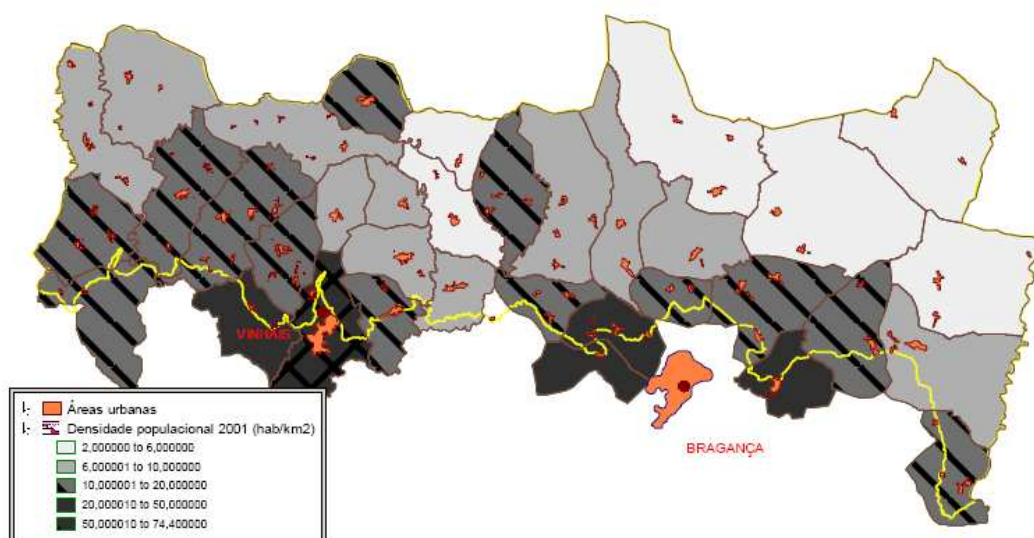 VINHAIS
BRAGANÇA
Áreas urbanas
Densidade populacional 2001 (hab/km2)
2,000000 to 6,000000
6,000001 to 10,000000
10,000001 to 20,000000
20,000010 to 50,000000
50,000010 to 74,400000